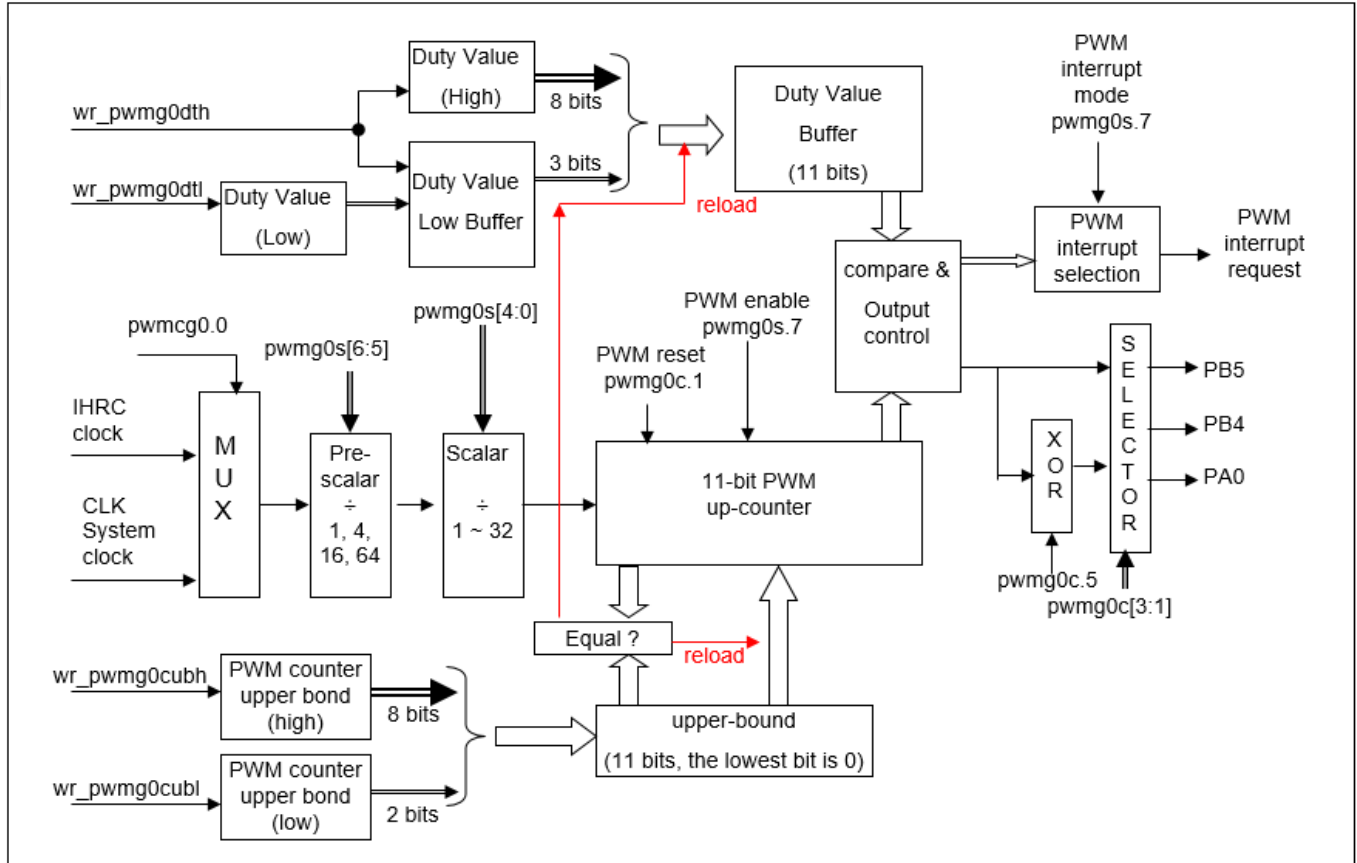 wr_pwmg0dth
Duty Value
(High)
8 bits
wr_pwmg0dtl
Duty Value
(Low)
Duty Value
Low Buffer
3 bits
reload
Duty Value
Buffer
(11 bits)
PWM
interrupt
mode
pwmg0s.7
compare &
Output
control
PWM
interrupt
selection
PWM
interrupt
request
pwmcg0.0
pwmg0s[6:5]
pwmg0s[4:0]
PWM reset
pwmg0c.1
PWM enable
pwmg0s.7
IHRC
clock
CLK
System
clock
MUX
Pre-
scalar
÷
1, 4,
16, 64
Scalar
÷
1 ~ 32
11-bit PWM
up-counter
XOR
SELECTOR
PB5
PB4
PA0
pwmg0c.5
pwmg0c[3:1]
Equal ?
reload
wr_pwmg0cubh
PWM counter
upper bond
(high)
8 bits
wr_pwmg0cubl
PWM counter
upper bond
(low)
2 bits
upper-bound
(11 bits, the lowest bit is 0)